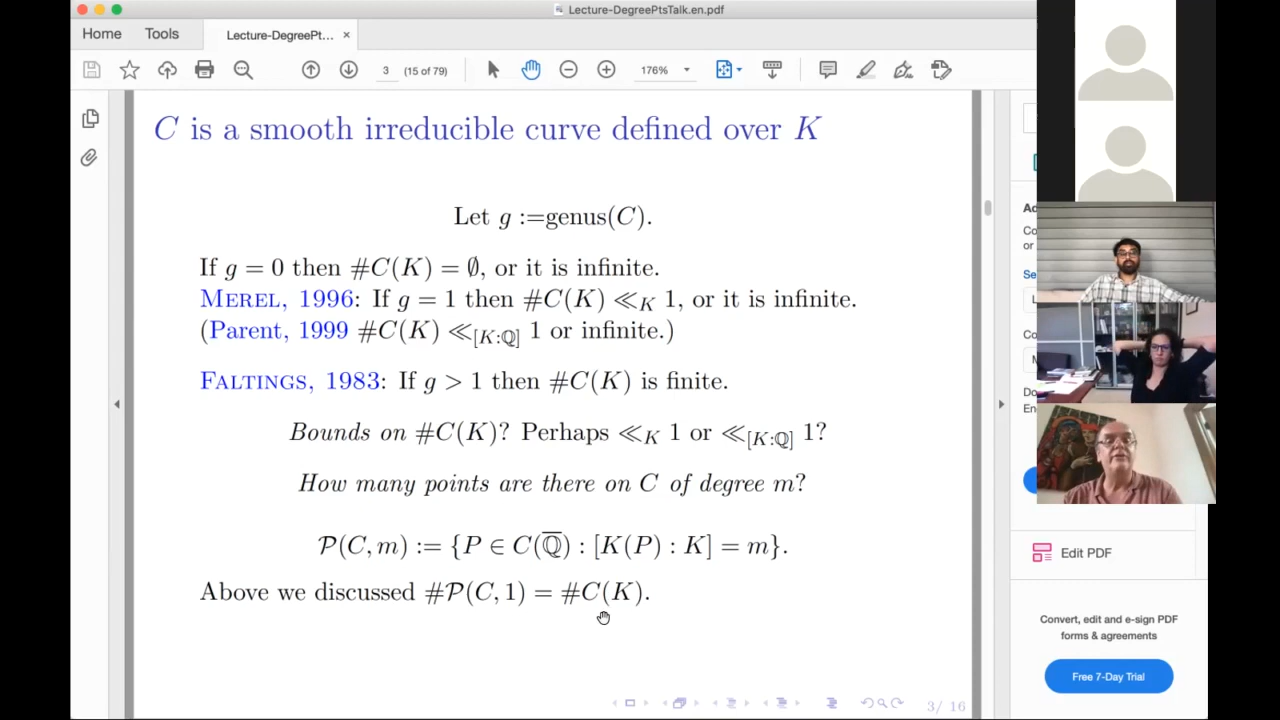 Lecture-DegreePtsTalk.en.pdf
Home Tools Lecture-DegreePt... ×
3 (15 of 79) 176%
C is a smooth irreducible curve defined over K
Let g :=genus(C).
If g = 0 then #C(K) = ∅, or it is infinite.
MEREL, 1996: If g = 1 then #C(K) ≪_K 1, or it is infinite.
(Parent, 1999 #C(K) ≪_[K:ℚ] 1 or infinite.)
FALTINGS, 1983: If g > 1 then #C(K) is finite.
Bounds on #C(K)? Perhaps ≪_K 1 or ≪_[K:ℚ] 1?
How many points are there on C of degree m?
𝒫(C, m) := {P ∈ C(ℚ̅) : [K(P) : K] = m}.
Above we discussed #𝒫(C, 1) = #C(K).
3/ 16
Edit PDF
Convert, edit and e-sign PDF
forms & agreements
Free 7-Day Trial